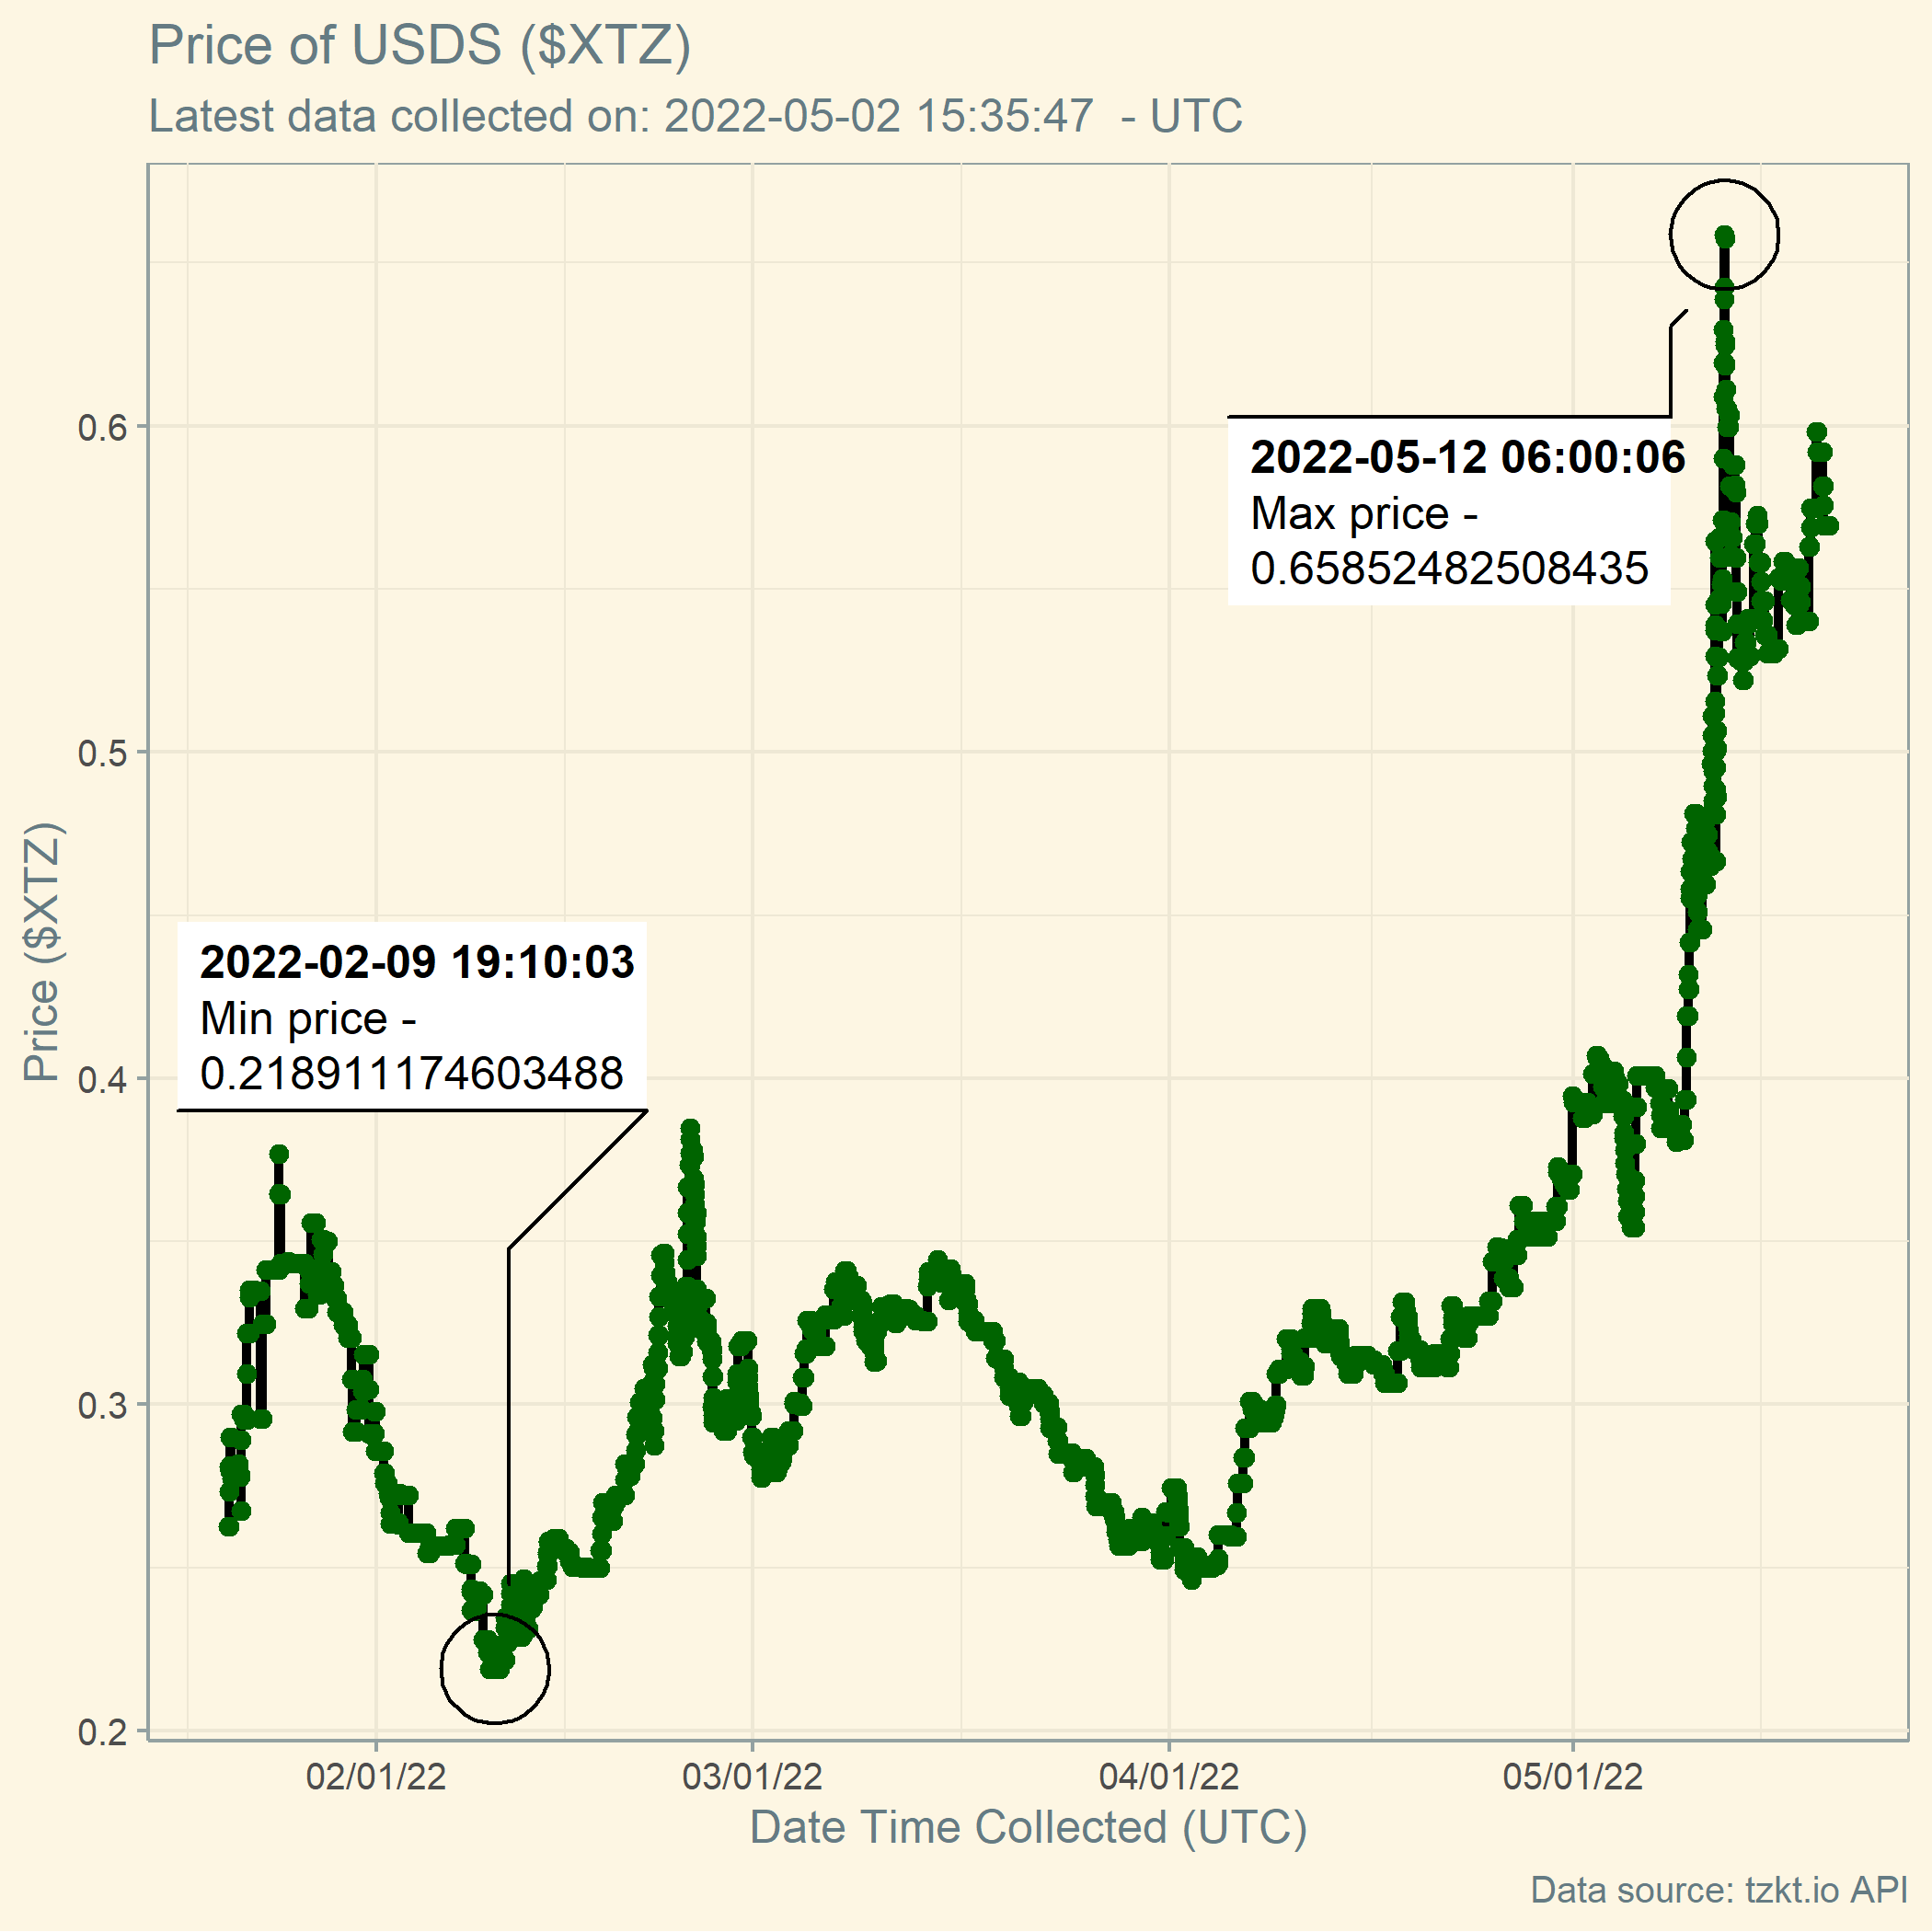 Price of USDS ($XTZ)
Latest data collected on: 2022-05-02 15:35:47  - UTC
2022-05-12 06:00:06
Max price -
0.65852482508435
2022-02-09 19:10:03
Min price -
0.218911174603488
Price ($XTZ)
0.6
0.5
0.4
0.3
0.2
02/01/22
03/01/22
04/01/22
05/01/22
Date Time Collected (UTC)
Data source: tzkt.io API